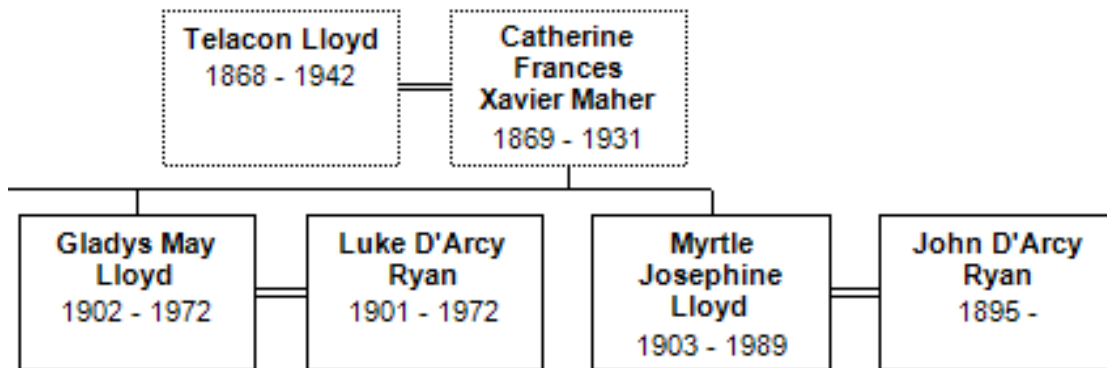 Telacon Lloyd
1868 - 1942
Catherine
Frances
Xavier Maher
1869 - 1931
Gladys May
Lloyd
1902 - 1972
Luke D'Arcy
Ryan
1901 - 1972
Myrtle
Josephine
Lloyd
1903 - 1989
John D'Arcy
Ryan
1895 -